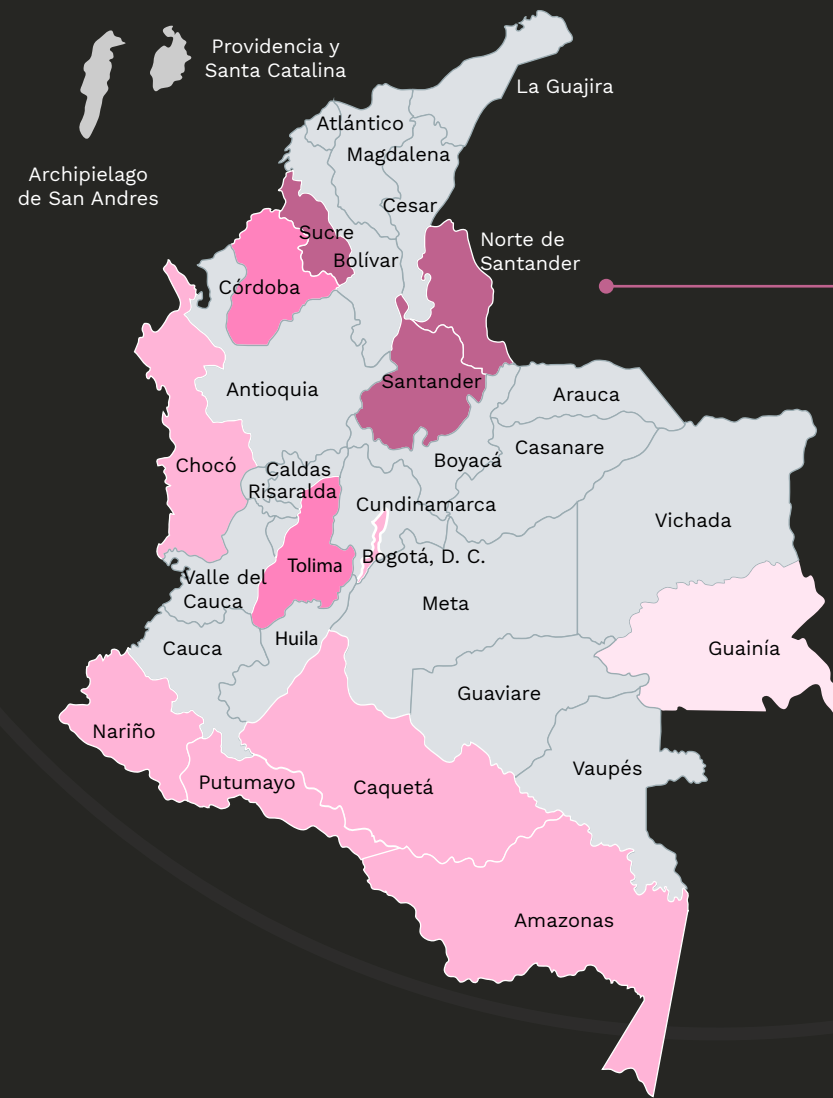 Providencia y
Santa Catalina
La Guajira
Atlántico
Magdalena
Archipielago
de San Andres
Cesar
Sucre
Norte de
Santander
Bolívar
Córdoba
Santander
Antioquia
Arauca
Casanare
Boyacá
Chocó
Caldas
Risaralda
Cundinamarca
Vichada
Bogotá, D. C.
Tolima
Valle del
Cauca
Meta
Huila
Cauca
Guainía
Guaviare
Nariño
Vaupés
Putumayo
Caquetá
Amazonas